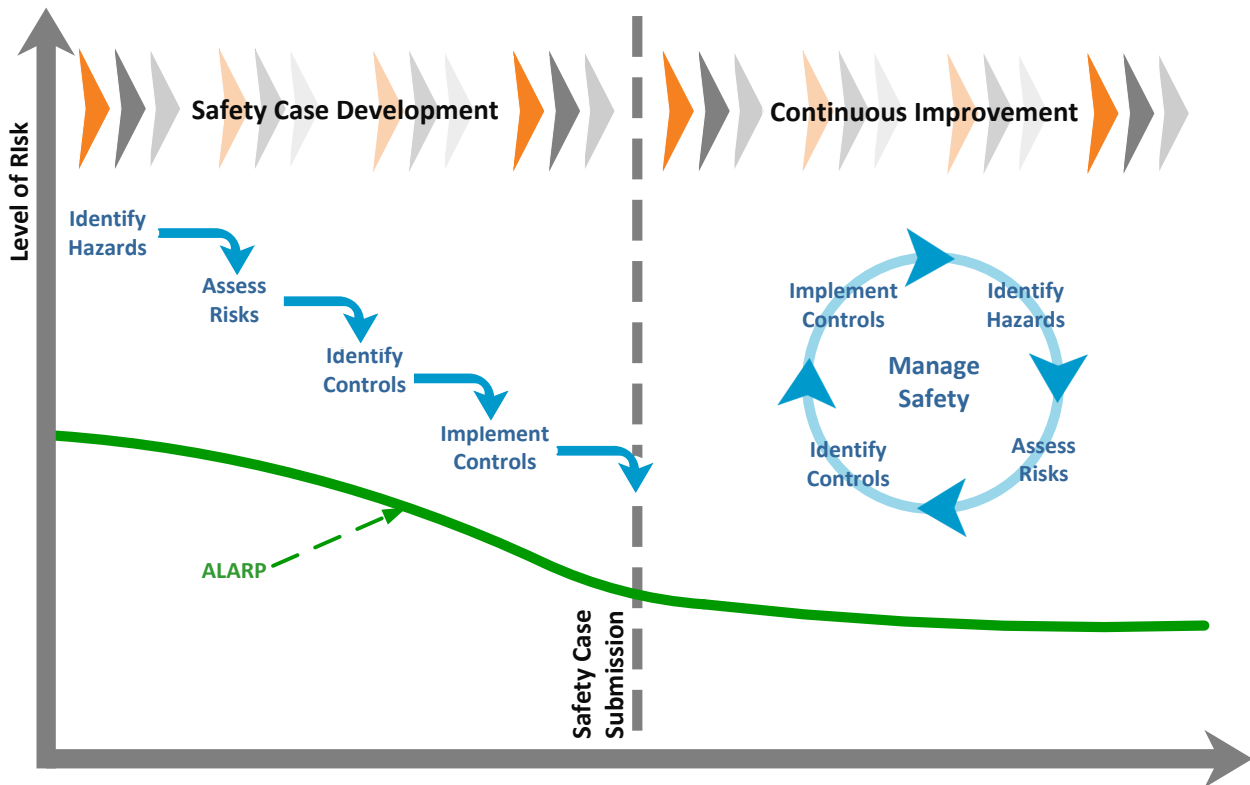 Safety Case Development
Continuous Improvement
Level of RIsk
Identify
Hazards
Assess
Risks
Identify
Controls
Implement
Controls
ALARP
Safety Case
Submission
Implement
Controls
Identify
Hazards
Manage
Safety
Identify
Controls
Assess
Risks